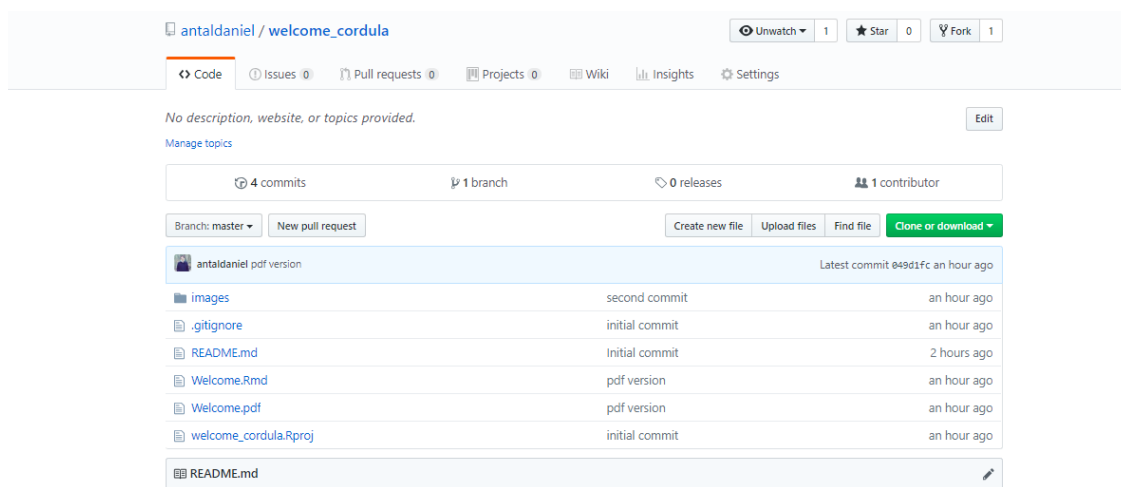 antaldaniel / welcome_cordula Unwatch 1 Star 0 Fork 1
Code Issues 0 Pull requests 0 Projects 0 Wiki Insights Settings
No description, website, or topics provided. Edit
Manage topics
4 commits 1 branch 0 releases 1 contributor
Branch: master New pull request Create new file Upload files Find file Clone or download
antaldaniel pdf version Latest commit 049d1fc an hour ago
images second commit an hour ago
.gitignore initial commit an hour ago
README.md Initial commit 2 hours ago
Welcome.Rmd pdf version an hour ago
Welcome.pdf pdf version an hour ago
welcome_cordula.Rproj initial commit an hour ago
README.md